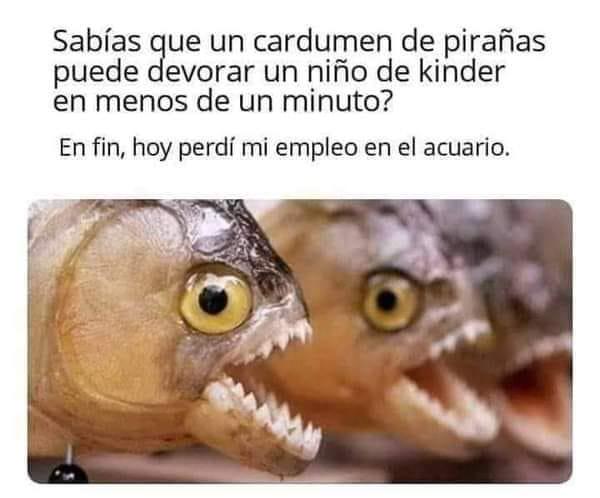 Sabías que un cardumen de pirañas
puede devorar un niño de kinder
en menos de un minuto?
En fin, hoy perdí mi empleo en el acuario.